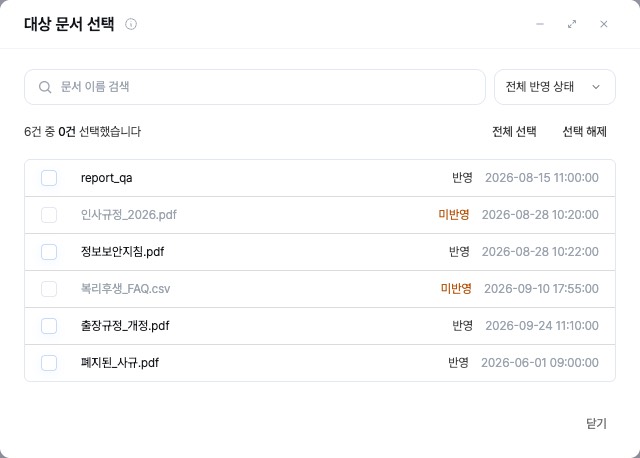 대상 문서 선택
문서 이름 검색
전체 반영 상태
6건 중 0건 선택했습니다
전체 선택
선택 해제
report_qa 반영 2026-08-15 11:00:00
인사규정_2026.pdf 미반영 2026-08-28 10:20:00
정보보안지침.pdf 반영 2026-08-28 10:22:00
복리후생_FAQ.csv 미반영 2026-09-10 17:55:00
출장규정_개정.pdf 반영 2026-09-24 11:10:00
폐지된_사규.pdf 반영 2026-06-01 09:00:00
닫기